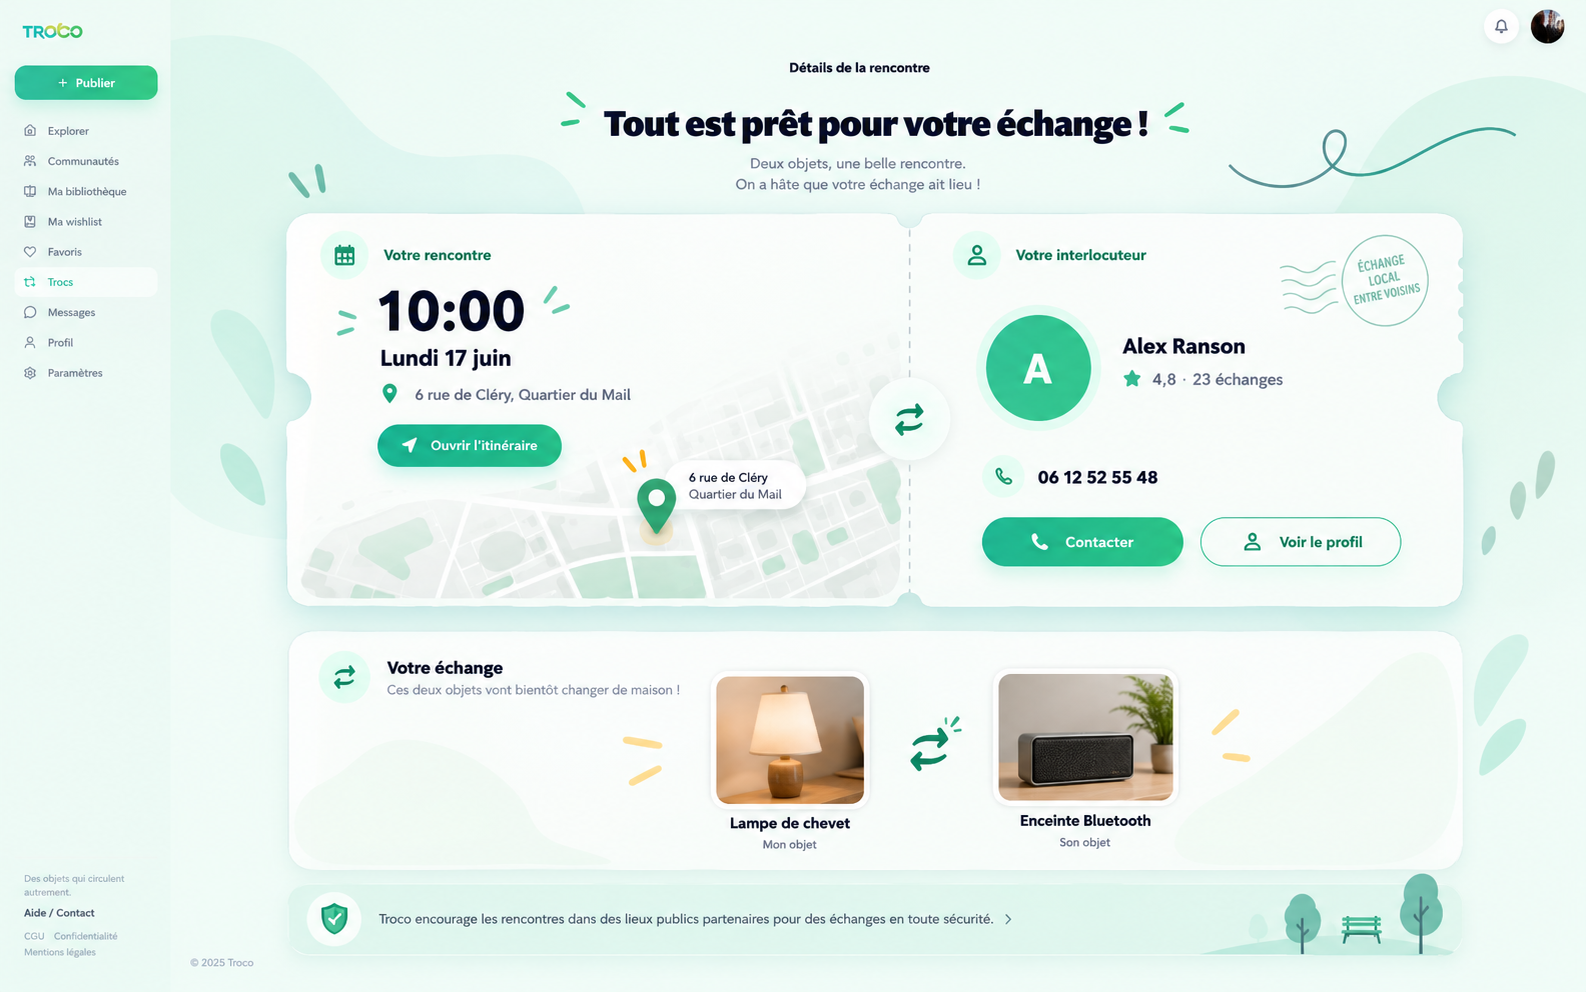 TROCO
+ Publier
Explorer
Communautés
Ma bibliothèque
Ma wishlist
Favoris
Trocs
Messages
Profil
Paramètres
Des objets qui circulent
autrement.
Aide / Contact
CGU Confidentialité
Mentions légales
© 2025 Troco
Détails de la rencontre
Tout est prêt pour votre échange !
Deux objets, une belle rencontre.
On a hâte que votre échange ait lieu !
Votre rencontre
10:00
Lundi 17 juin
6 rue de Cléry, Quartier du Mail
Ouvrir l'itinéraire
6 rue de Cléry
Quartier du Mail
Votre interlocuteur
ÉCHANGE
LOCAL
ENTRE VOISINS
A
Alex Ranson
4,8 · 23 échanges
06 12 52 55 48
Contacter
Voir le profil
Votre échange
Ces deux objets vont bientôt changer de maison !
Lampe de chevet
Mon objet
Enceinte Bluetooth
Son objet
Troco encourage les rencontres dans des lieux publics partenaires pour des échanges en toute sécurité.